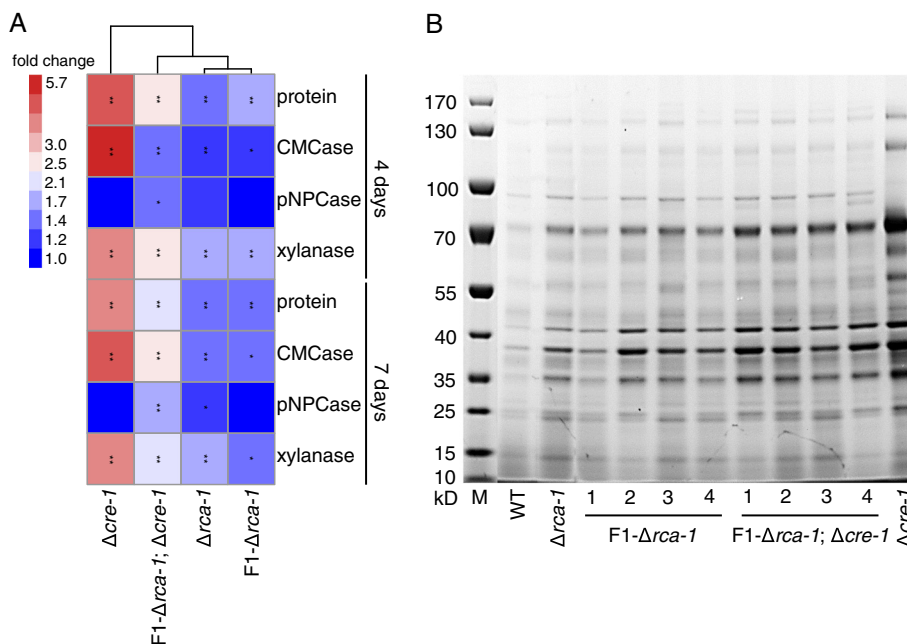 A
fold change
5.7
3.0
2.5
2.1
1.7
1.4
1.2
1.0
** ** ** ** protein
** ** ** * CMCase
* pNPCase
** ** ** ** xylanase
4 days
** ** ** ** protein
** ** ** * CMCase
** * pNPCase
** ** ** * xylanase
7 days
Δcre-1
F1-Δrca-1; Δcre-1
Δrca-1
F1-Δrca-1
B
170
130
100
70
55
40
35
25
15
10
kD M WT Δrca-1 1 2 3 4 1 2 3 4 Δcre-1
F1-Δrca-1 F1-Δrca-1; Δcre-1